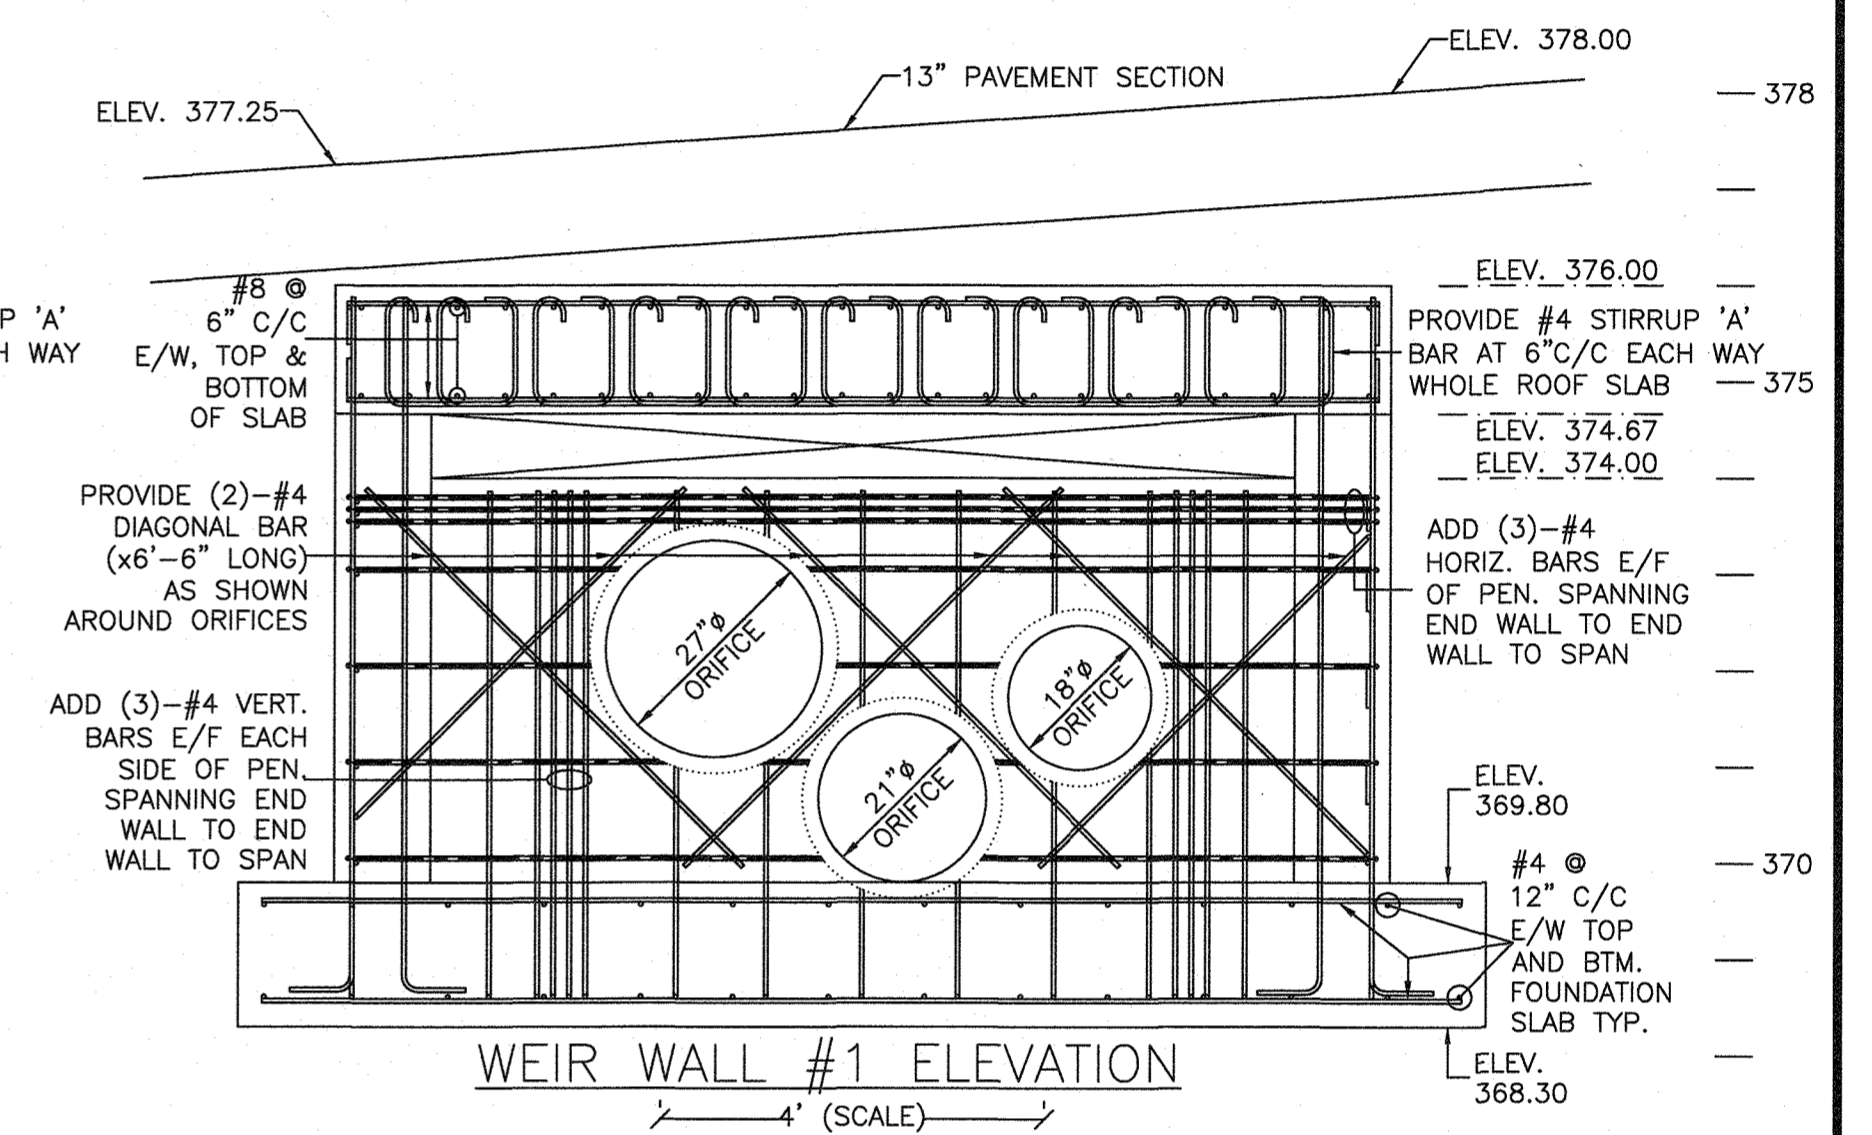 ELEV. 378.00
13" PAVEMENT SECTION
378
ELEV. 377.25
ELEV. 376.00
P 'A'
H WAY
#8 @
6" C/C
E/W, TOP &
BOTTOM
OF SLAB
PROVIDE #4 STIRRUP 'A'
BAR AT 6"C/C EACH WAY
WHOLE ROOF SLAB
375
ELEV. 374.67
ELEV. 374.00
PROVIDE (2)-#4
DIAGONAL BAR
(x6'-6" LONG)
AS SHOWN
AROUND ORIFICES
ADD (3)-#4
HORIZ. BARS E/F
OF PEN. SPANNING
END WALL TO END
WALL TO SPAN
27"ø
ORIFICE
18"ø
ORIFICE
21"ø
ORIFICE
ADD (3)-#4 VERT.
BARS E/F EACH
SIDE OF PEN.
SPANNING END
WALL TO END
WALL TO SPAN
ELEV.
369.80
370
#4 @
12" C/C
E/W TOP
AND BTM.
FOUNDATION
SLAB TYP.
ELEV.
368.30
WEIR WALL #1 ELEVATION
4' (SCALE)